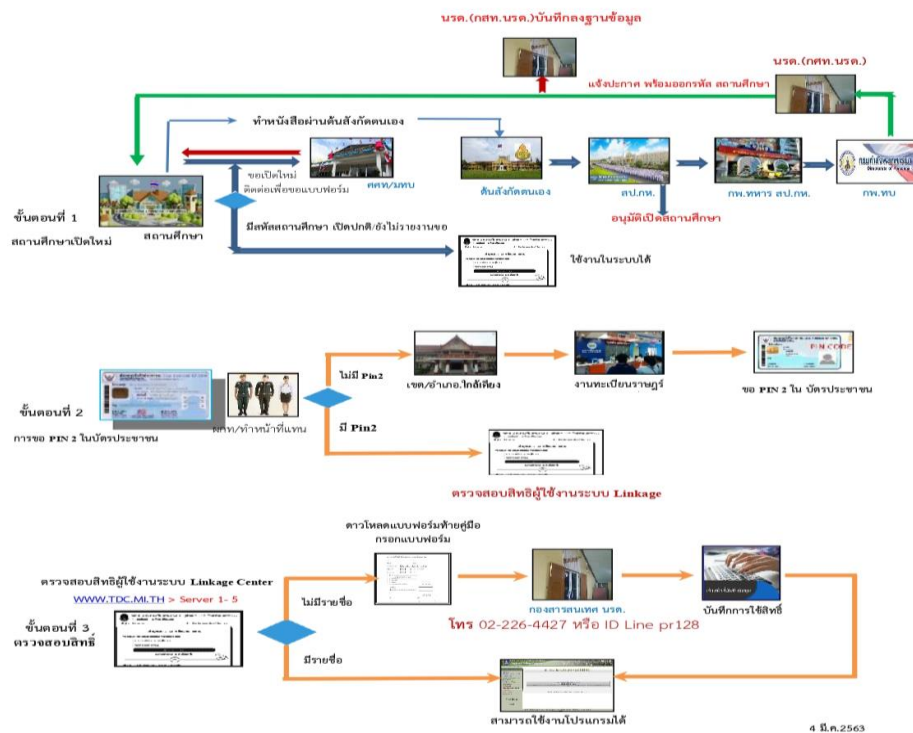 นรด.(กสท.นรด.)บันทึกลงฐานข้อมูล
นรด.(กศท.นรด.)
แจ้งประกาศ พร้อมออกรหัส สถานศึกษา
ทำหนังสือผ่านต้นสังกัดตนเอง
ขอเปิดใหม่
ติดต่อเพื่อขอแบบฟอร์ม
ศศท/มทบ
ต้นสังกัดตนเอง
สป.กห.
กพ.ทหาร สป.กห.
กพ.ทบ
อนุมัติเปิดสถานศึกษา
ขั้นตอนที่ 1
สถานศึกษาเปิดใหม่
สถานศึกษา
มีสหัสสถานศึกษา เปิดปกติ/ยังไม่รายงานขอ
ใช้งานในระบบได้
ไม่มี Pin2
เขต/อำเภอ.ใกล้เคียง
งานทะเบียนราษฎร์
PIN CODE
ขอ PIN 2 ใน บัตรประชาชน
ขั้นตอนที่ 2
การขอ PIN 2 ในบัตรประชาชน
ผกท/ทำหน้าที่แทน
มี Pin2
ตรวจสอบสิทธิผู้ใช้งานระบบ Linkage
ดาวโหลดแบบฟอร์มท้ายคู่มือ
กรอกแบบฟอร์ม
ตรวจสอบสิทธิผู้ใช้งานระบบ Linkage Center
WWW.TDC.MI.TH > Server 1- 5
ไม่มีรายชื่อ
กองสารสนเทศ นรด.
บันทึกการใช้สิทธิ์
โทร 02-226-4427 หรือ ID Line pr128
ขั้นตอนที่ 3
ตรวจสอบสิทธิ์
มีรายชื่อ
สามารถใช้งานโปรแกรมได้
4 มี.ค.2563